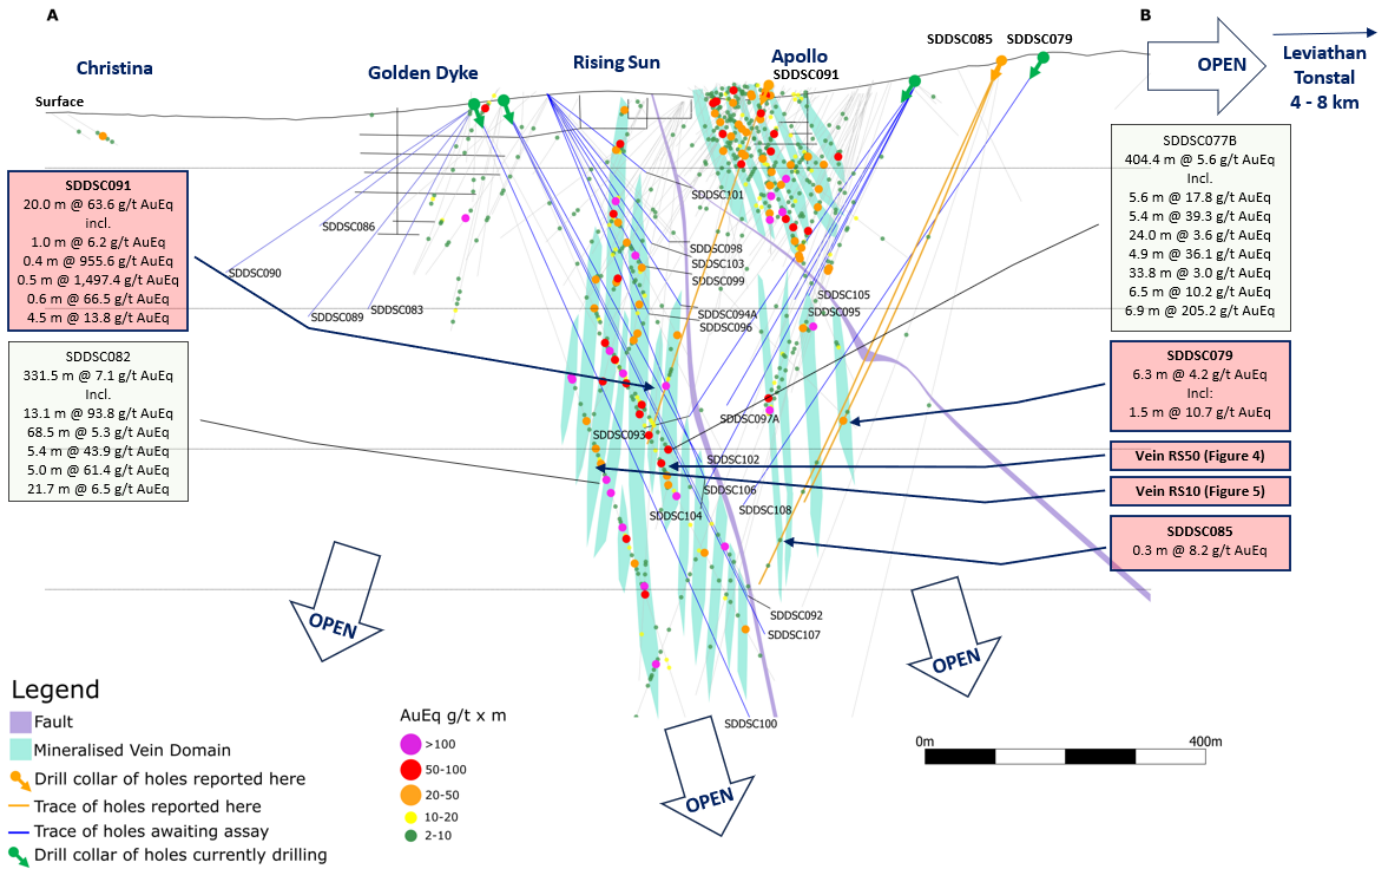 A
B
SDDSC085
SDDSC079
Christina
Golden Dyke
Rising Sun
Apollo
SDDSC091
OPEN
Leviathan
Tonstal
4 - 8 km
Surface
SDDSC091
20.0 m @ 63.6 g/t AuEq
incl.
1.0 m @ 6.2 g/t AuEq
0.4 m @ 955.6 g/t AuEq
0.5 m @ 1,497.4 g/t AuEq
0.6 m @ 66.5 g/t AuEq
4.5 m @ 13.8 g/t AuEq
SDDSC082
331.5 m @ 7.1 g/t AuEq
Incl.
13.1 m @ 93.8 g/t AuEq
68.5 m @ 5.3 g/t AuEq
5.4 m @ 43.9 g/t AuEq
5.0 m @ 61.4 g/t AuEq
21.7 m @ 6.5 g/t AuEq
SDDSC077B
404.4 m @ 5.6 g/t AuEq
Incl.
5.6 m @ 17.8 g/t AuEq
5.4 m @ 39.3 g/t AuEq
24.0 m @ 3.6 g/t AuEq
4.9 m @ 36.1 g/t AuEq
33.8 m @ 3.0 g/t AuEq
6.5 m @ 10.2 g/t AuEq
6.9 m @ 205.2 g/t AuEq
SDDSC079
6.3 m @ 4.2 g/t AuEq
Incl:
1.5 m @ 10.7 g/t AuEq
Vein RS50 (Figure 4)
Vein RS10 (Figure 5)
SDDSC085
0.3 m @ 8.2 g/t AuEq
SDDSC101
SDDSC086
SDDSC098
SDDSC103
SDDSC090
SDDSC099
SDDSC105
SDDSC083
SDDSC089
SDDSC094A
SDDSC095
SDDSC096
SDDSC097A
SDDSC093
SDDSC102
SDDSC106
SDDSC104
SDDSC108
SDDSC092
SDDSC107
SDDSC100
OPEN
OPEN
OPEN
Legend
Fault
Mineralised Vein Domain
Drill collar of holes reported here
Trace of holes reported here
Trace of holes awaiting assay
Drill collar of holes currently drilling
AuEq g/t x m
>100
50-100
20-50
10-20
2-10
0m
400m